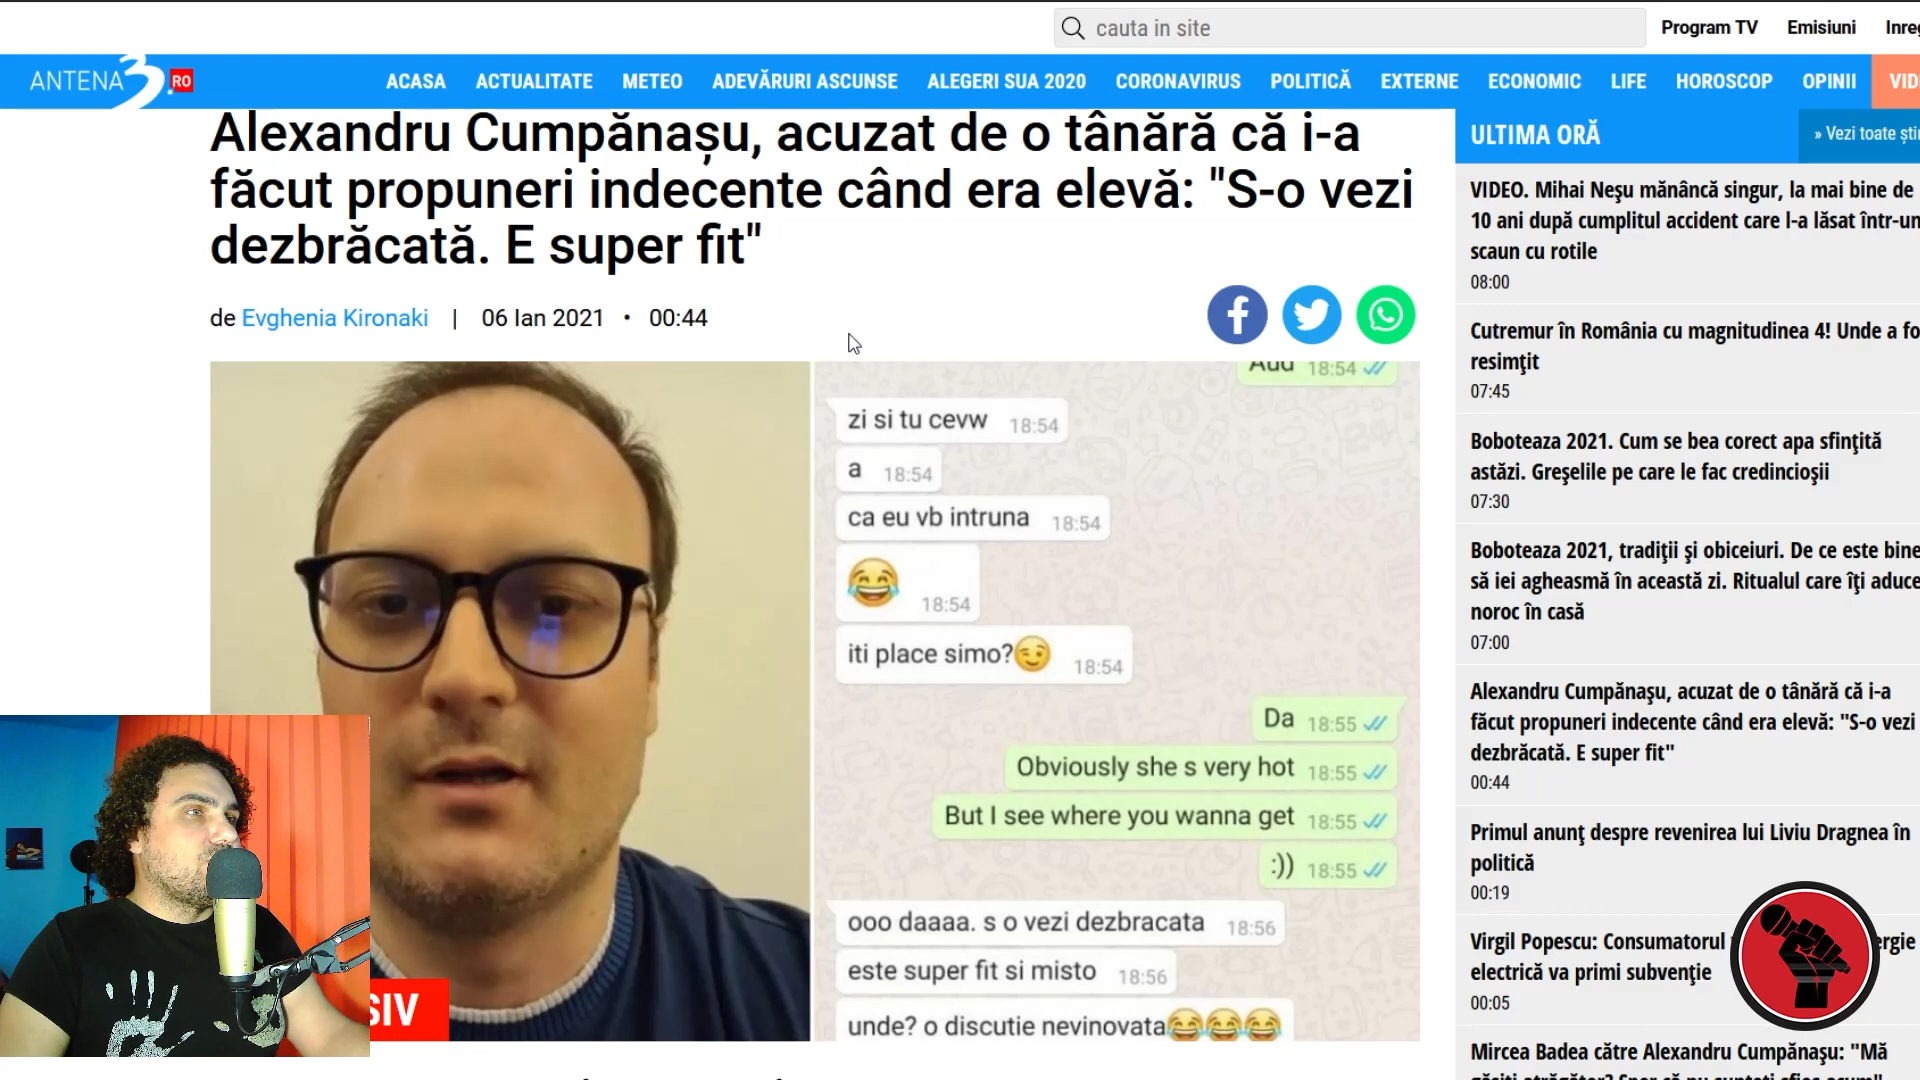 cauta in site
Program TV
Emisiuni
ANTENA 3 .RO
ACASA
ACTUALITATE
METEO
ADEVĂRURI ASCUNSE
ALEGERI SUA 2020
CORONAVIRUS
POLITICĂ
EXTERNE
ECONOMIC
LIFE
HOROSCOP
OPINII
Alexandru Cumpănașu, acuzat de o tânără că i-a
făcut propuneri indecente când era elevă: "S-o vezi
dezbrăcată. E super fit"
de Evghenia Kironaki | 06 Ian 2021 • 00:44
Aud 18:54
zi si tu cevw 18:54
a 18:54
ca eu vb intruna 18:54
😂 18:54
iti place simo?😉 18:54
Da 18:55
Obviously she s very hot 18:55
But I see where you wanna get 18:55
:)) 18:55
ooo daaaa. s o vezi dezbracata 18:56
este super fit si misto 18:56
unde? o discutie nevinovata😂😂😂
SIV
ULTIMA ORĂ
» Vezi toate
VIDEO. Mihai Neşu mănâncă singur, la mai bine de
10 ani după cumplitul accident care l-a lăsat într-un
scaun cu rotile
08:00
Cutremur în România cu magnitudinea 4! Unde a fo
resimţit
07:45
Boboteaza 2021. Cum se bea corect apa sfinţită
astăzi. Greşelile pe care le fac credincioşii
07:30
Boboteaza 2021, tradiţii şi obiceiuri. De ce este bine
să iei agheasmă în această zi. Ritualul care îţi aduce
noroc în casă
07:00
Alexandru Cumpănaşu, acuzat de o tânără că i-a
făcut propuneri indecente când era elevă: "S-o vezi
dezbrăcată. E super fit"
00:44
Primul anunţ despre revenirea lui Liviu Dragnea în
politică
00:19
Virgil Popescu: Consumatorul
electrică va primi subvenţie
00:05
Mircea Badea către Alexandru Cumpănaşu: "Mă